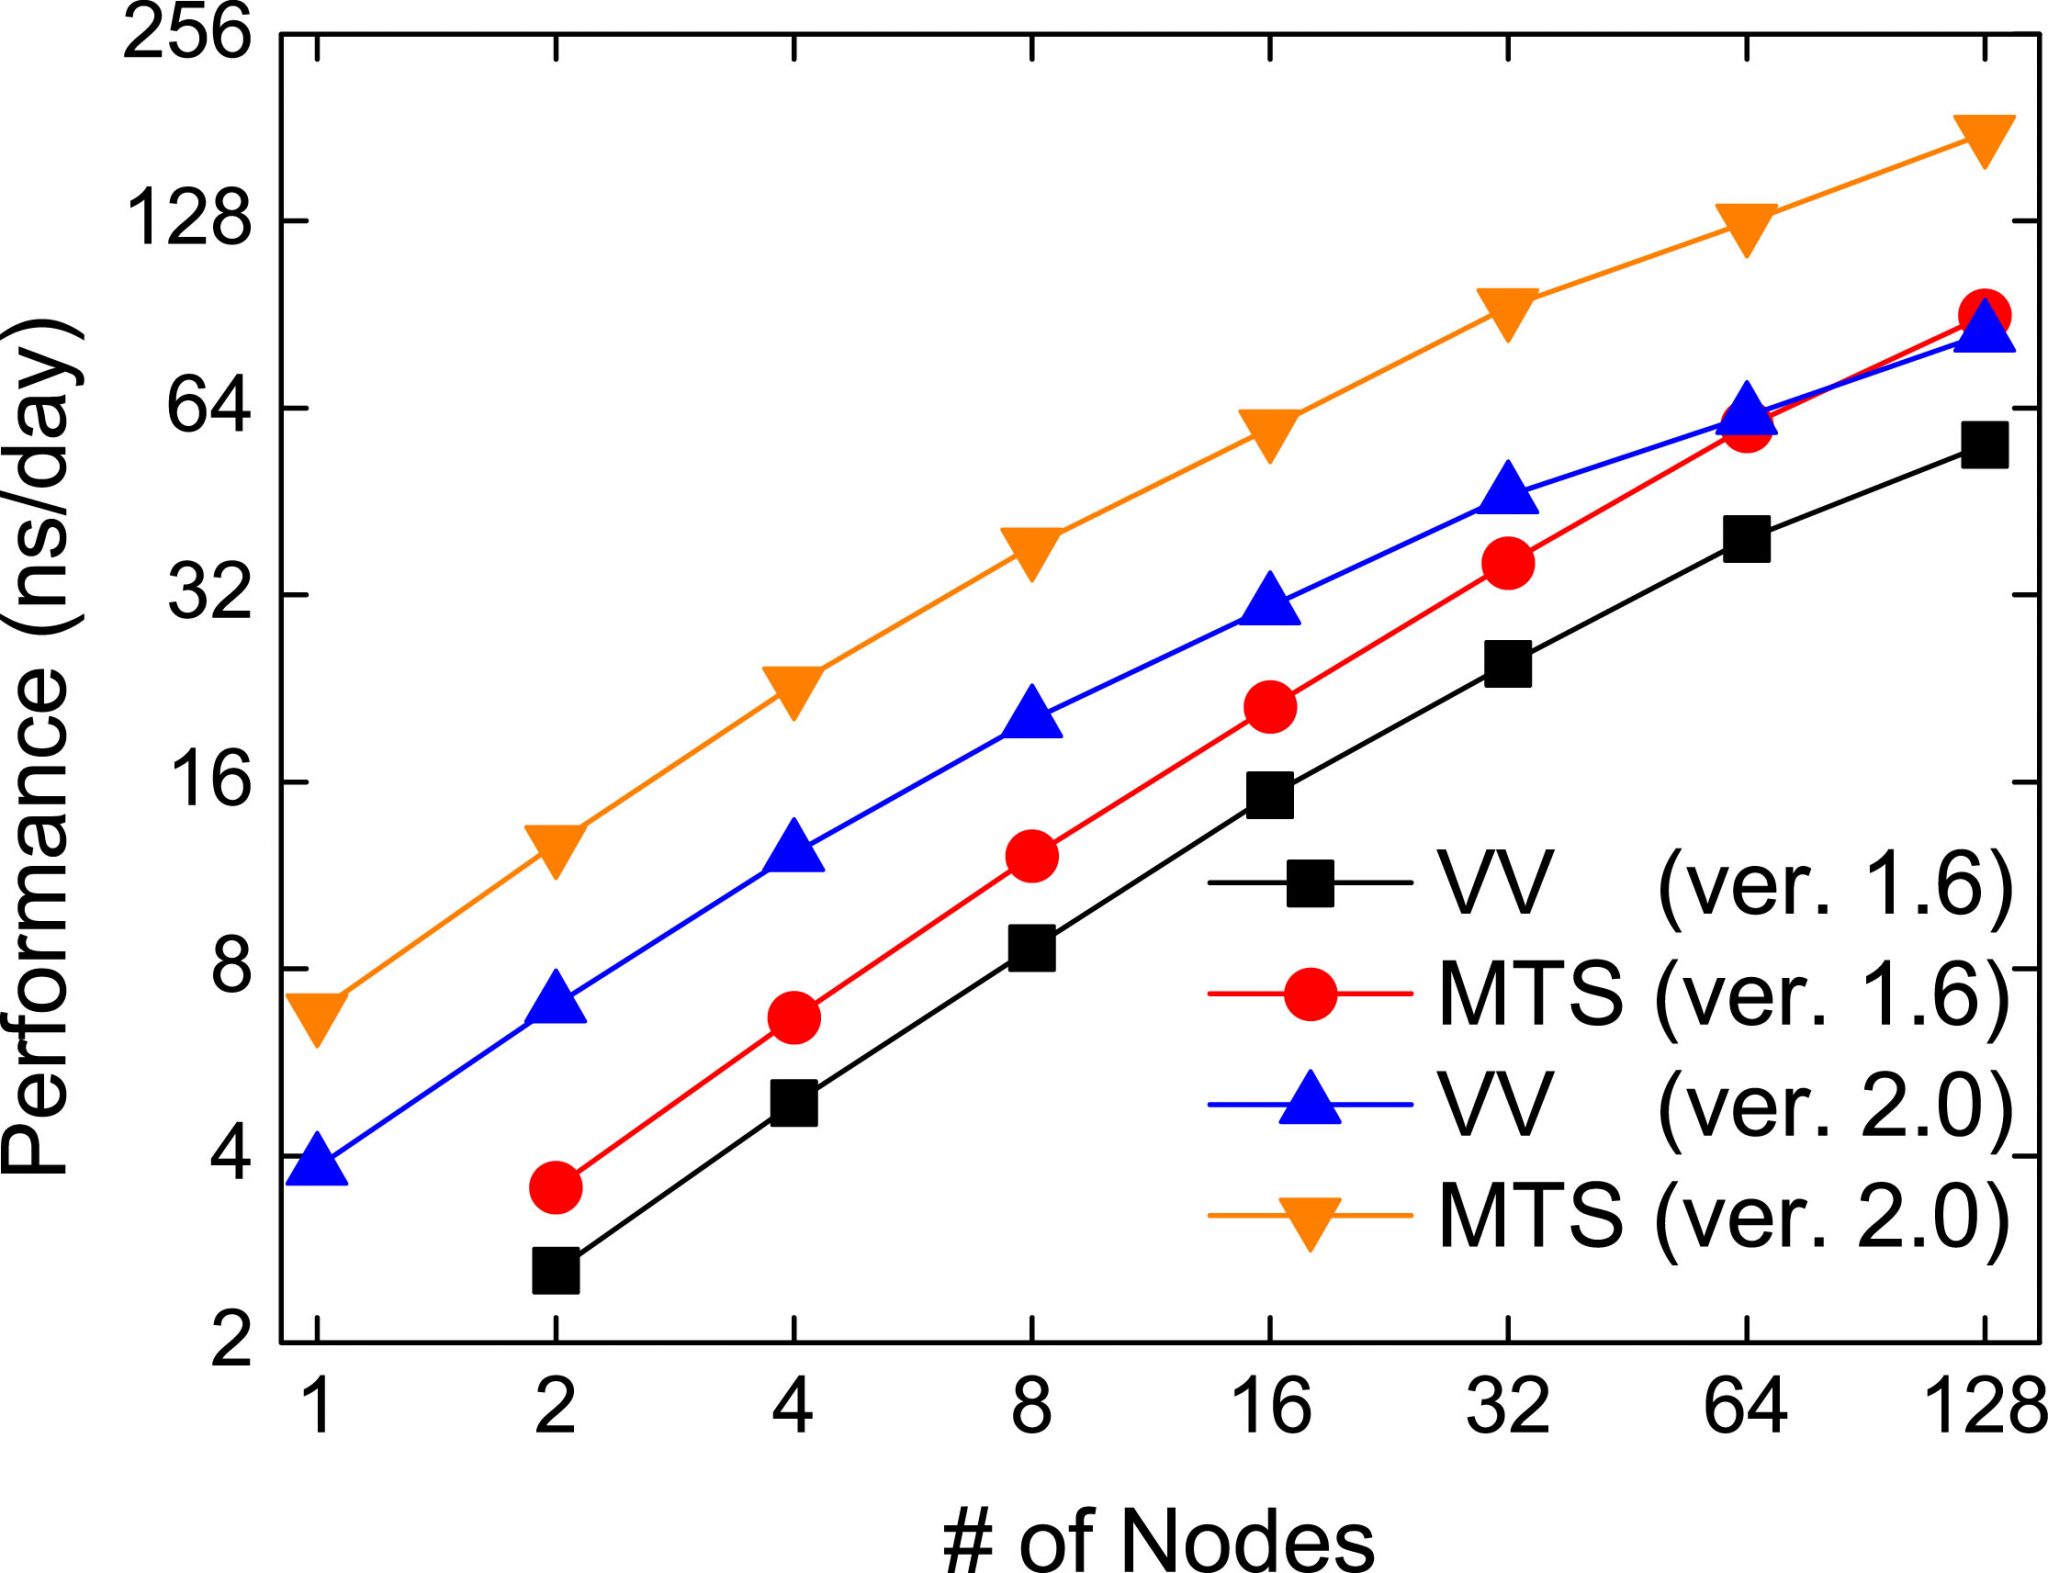 Performance (ns/day)
256
128
64
32
16
8
4
2
VV (ver. 1.6)
MTS (ver. 1.6)
VV (ver. 2.0)
MTS (ver. 2.0)
1 2 4 8 16 32 64 128
# of Nodes